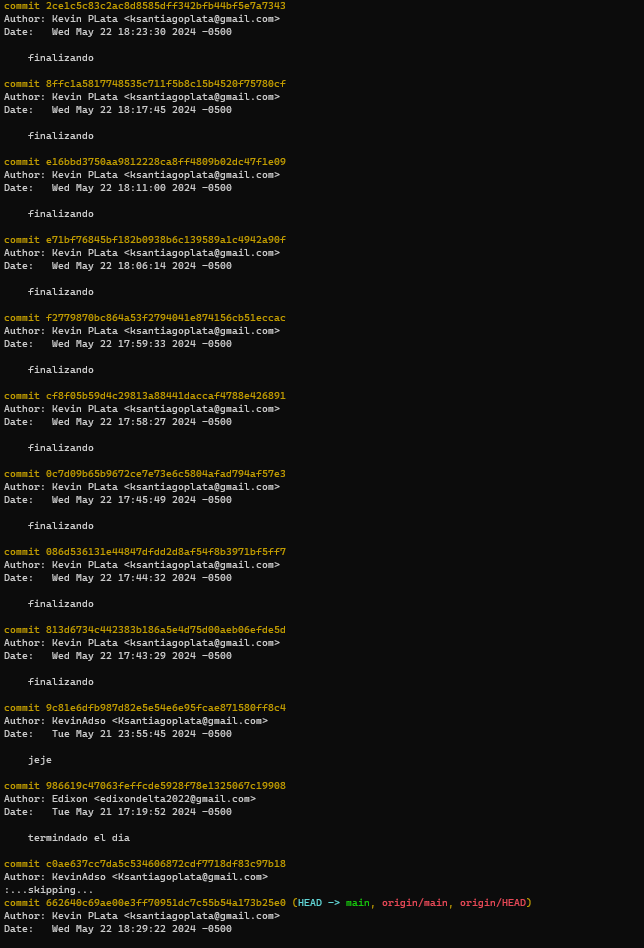 commit 2ce1c5c83c2ac8d8585dff342bfb44bf5e7a7343
Author: Kevin PLata <ksantiagoplata@gmail.com>
Date:   Wed May 22 18:23:30 2024 -0500
finalizando
commit 8ffc1a5817748535c711f5b8c15b4520f75780cf
Author: Kevin PLata <ksantiagoplata@gmail.com>
Date:   Wed May 22 18:17:45 2024 -0500
finalizando
commit e16bbd3750aa9812228ca8ff4809b02dc47f1e09
Author: Kevin PLata <ksantiagoplata@gmail.com>
Date:   Wed May 22 18:11:00 2024 -0500
finalizando
commit e71bf76845bf182b0938b6c139589a1c4942a90f
Author: Kevin PLata <ksantiagoplata@gmail.com>
Date:   Wed May 22 18:06:14 2024 -0500
finalizando
commit f2779870bc864a53f2794041e874156cb51eccac
Author: Kevin PLata <ksantiagoplata@gmail.com>
Date:   Wed May 22 17:59:33 2024 -0500
finalizando
commit cf8f05b59d4c29813a88441daccaf4788e426891
Author: Kevin PLata <ksantiagoplata@gmail.com>
Date:   Wed May 22 17:58:27 2024 -0500
finalizando
commit 0c7d09b65b9672ce7e73e6c5804afad794af57e3
Author: Kevin PLata <ksantiagoplata@gmail.com>
Date:   Wed May 22 17:45:49 2024 -0500
finalizando
commit 086d536131e44847dfdd2d8af54f8b3971bf5ff7
Author: Kevin PLata <ksantiagoplata@gmail.com>
Date:   Wed May 22 17:44:32 2024 -0500
finalizando
commit 813d6734c442383b186a5e4d75d00aeb06efde5d
Author: Kevin PLata <ksantiagoplata@gmail.com>
Date:   Wed May 22 17:43:29 2024 -0500
finalizando
commit 9c81e6dfb987d82e5e54e6e95fcae871580ff8c4
Author: KevinAdso <Ksantiagoplata@gmail.com>
Date:   Tue May 21 23:55:45 2024 -0500
jeje
commit 986619c47063feffcde5928f78e1325067c19908
Author: Edixon <edixondelta2022@gmail.com>
Date:   Tue May 21 17:19:52 2024 -0500
termindado el dia
commit c0ae637cc7da5c534606872cdf7718df83c97b18
Author: KevinAdso <Ksantiagoplata@gmail.com>
:...skipping...
commit 662640c69ae00e3ff70951dc7c55b54a173b25e0 (HEAD -> main, origin/main, origin/HEAD)
Author: Kevin PLata <ksantiagoplata@gmail.com>
Date:   Wed May 22 18:29:22 2024 -0500